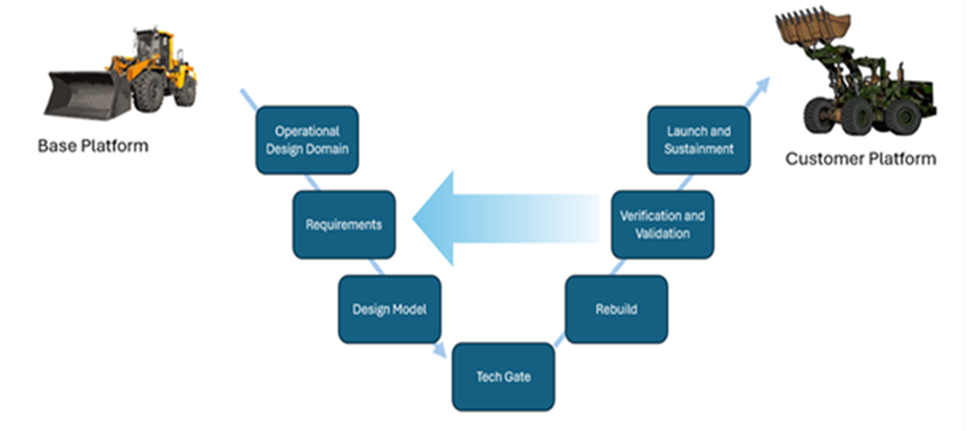 Base Platform
Operational
Design Domain
Requirements
Design Model
Tech Gate
Rebuild
Verification and
Validation
Launch and
Sustainment
Customer Platform